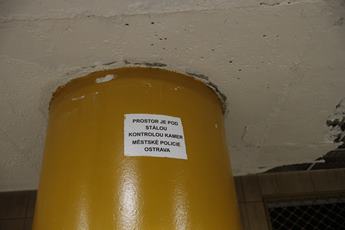 PROSTOR JE POD
STÁLOU
KONTROLOU KAMER
MĚSTSKÉ POLICIE
OSTRAVA